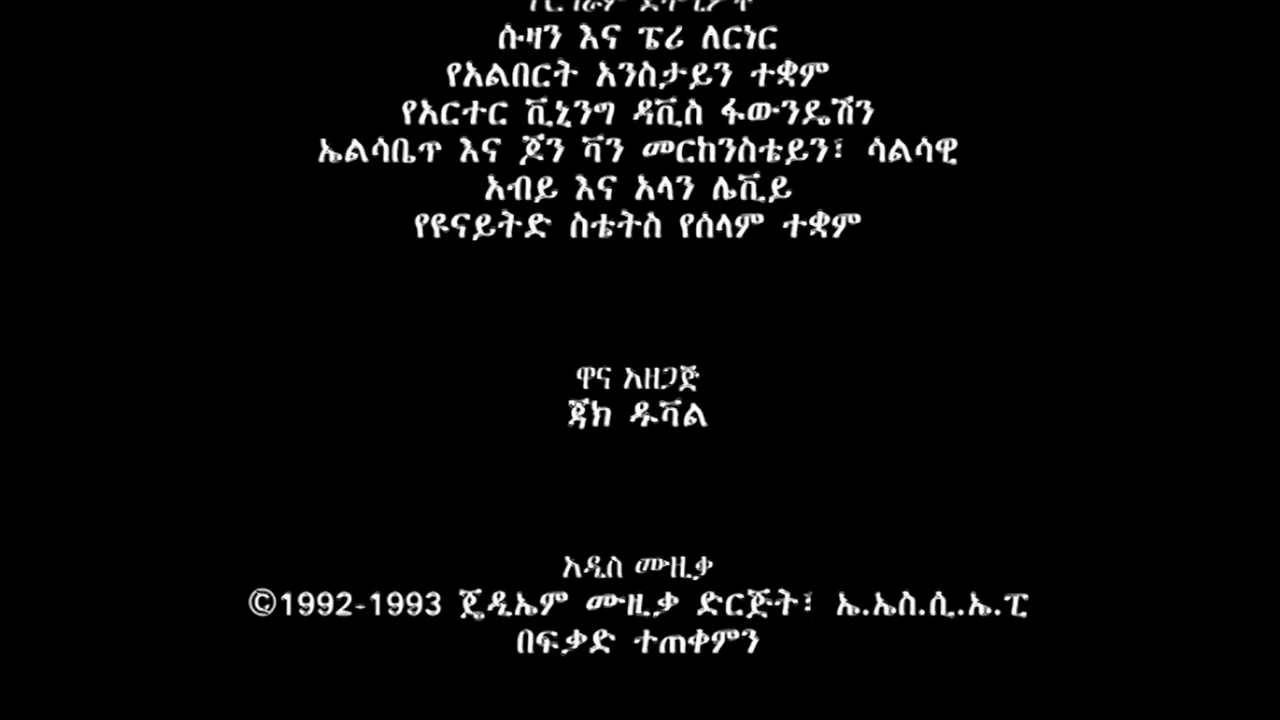 ሱዛን እና ፔሪ ለርነር
የአልበርት አንስታይን ተቋም
የአርተር ቪኒንግ ዳቪስ ፋውንዴሽን
ኤልሳቤጥ እና ጆን ቫን መርከንስቴይን፣ ሳልሳዊ
አብይ እና አላን ሌቪይ
የዩናይትድ ስቴትስ የሰላም ተቋም
ዋና አዘጋጅ
ጃክ ዱቫል
አዲስ ሙዚቃ
©1992-1993 ጄዲኤም ሙዚቃ ድርጅት፣ ኤ.ኤስ.ሲ.ኤ.ፒ
በፍቃድ ተጠቀምን